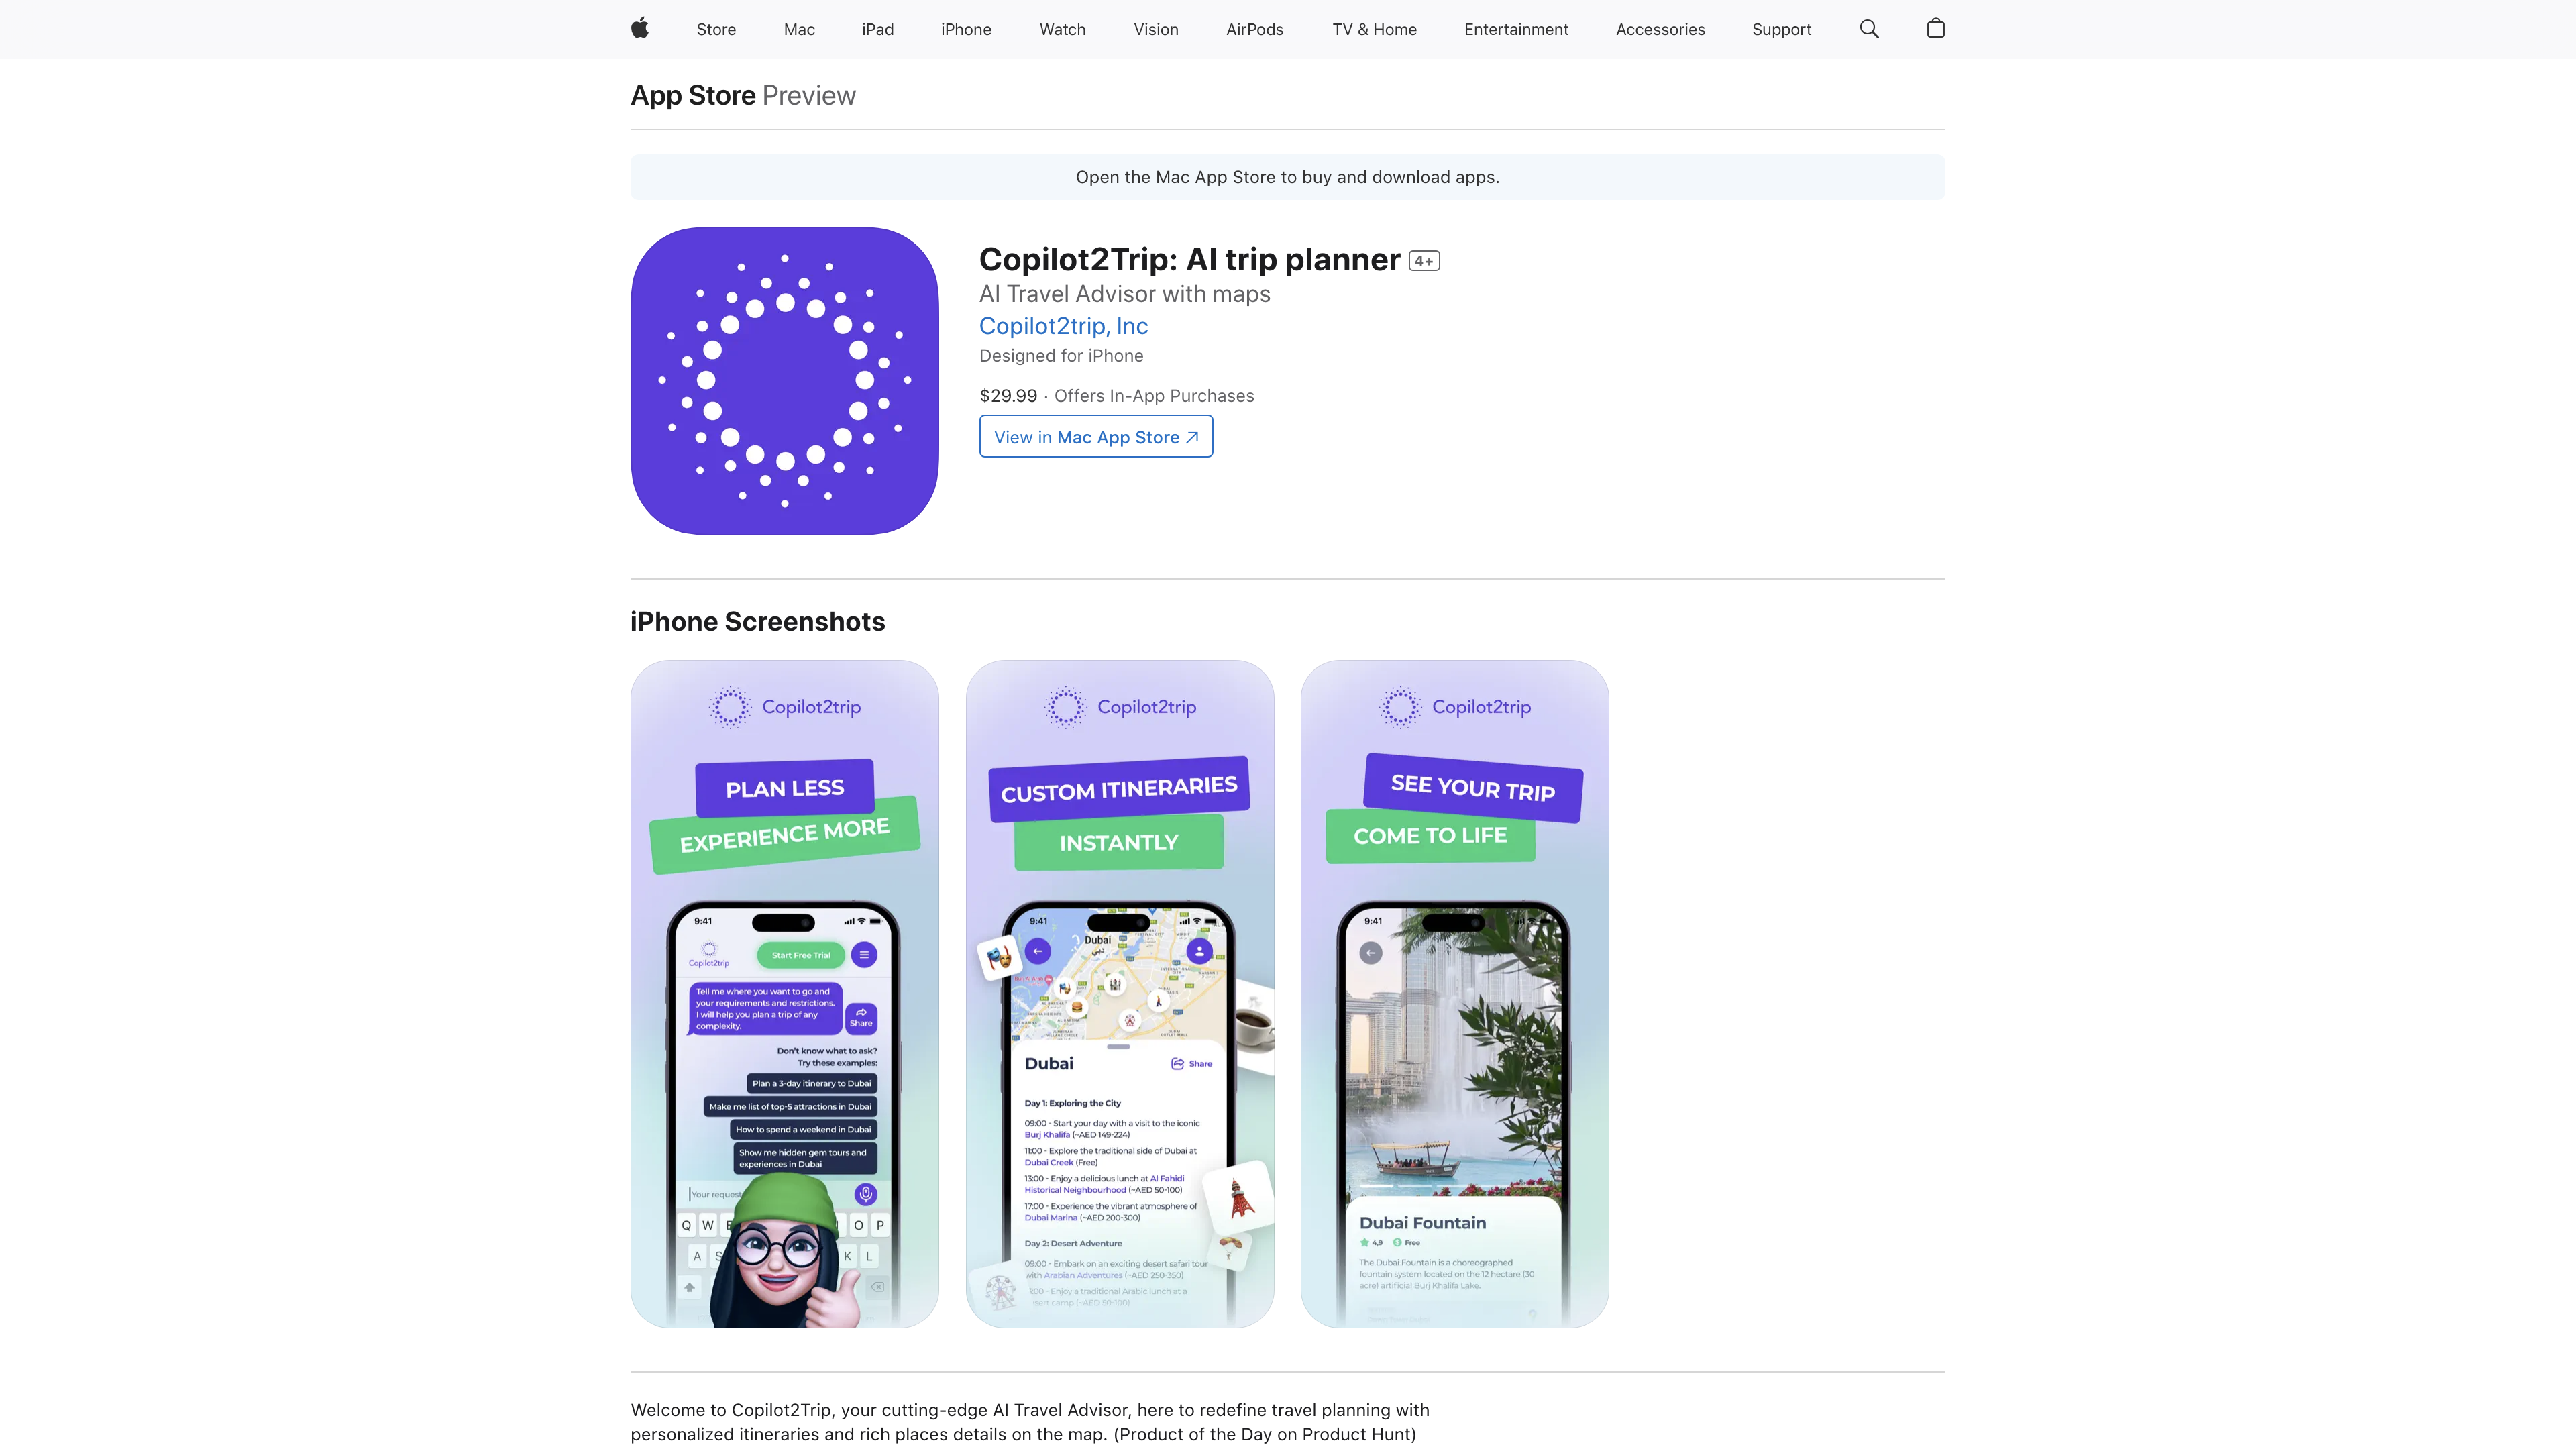 Store Mac iPad iPhone Watch Vision AirPods TV & Home Entertainment Accessories Support
App Store Preview
Open the Mac App Store to buy and download apps.
Copilot2Trip: AI trip planner 4+
AI Travel Advisor with maps
Copilot2trip, Inc
Designed for iPhone
$29.99 · Offers In-App Purchases
View in Mac App Store
iPhone Screenshots
Copilot2trip
PLAN LESS
EXPERIENCE MORE
9:41
Copilot2trip
Start Free Trial
Tell me where you want to go and
your requirements and restrictions.
I will help you plan a trip of any
complexity.
Share
Don't know what to ask?
Try these examples:
Plan a 3-day itinerary to Dubai
Make me list of top-5 attractions in Dubai
How to spend a weekend in Dubai
Show me hidden gem tours and
experiences in Dubai
Your request
Q W E O P
A S K L
Copilot2trip
CUSTOM ITINERARIES
INSTANTLY
9:41
Dubai
Dubai
Share
Day 1: Exploring the City
09:00 - Start your day with a visit to the iconic
Burj Khalifa (~AED 149-224)
11:00 - Explore the traditional side of Dubai at
Dubai Creek (Free)
13:00 - Enjoy a delicious lunch at Al Fahidi
Historical Neighbourhood (~AED 50-100)
17:00 - Experience the vibrant atmosphere of
Dubai Marina (~AED 200-300)
Day 2: Desert Adventure
09:00 - Embark on an exciting desert safari tour
with Arabian Adventures (~AED 250-350)
:00 - Enjoy a traditional Arabic lunch at a
desert camp (~AED 50-100)
Copilot2trip
SEE YOUR TRIP
COME TO LIFE
9:41
Dubai Fountain
4,9 Free
The Dubai Fountain is a choreographed
fountain system located on the 12 hectare (30
acre) artificial Burj Khalifa Lake.
Welcome to Copilot2Trip, your cutting-edge AI Travel Advisor, here to redefine travel planning with
personalized itineraries and rich places details on the map. (Product of the Day on Product Hunt)